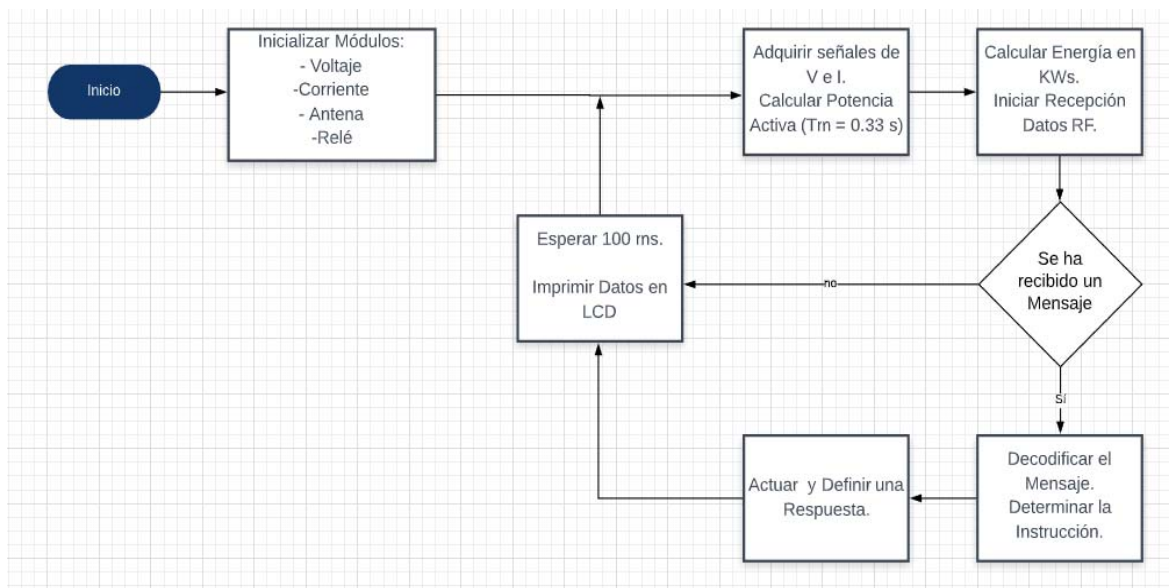 Inicio
Inicializar Módulos:
- Voltaje
-Corriente
- Antena
-Relé
Adquirir señales de
V e I.
Calcular Potencia
Activa (Trn = 0.33 s)
Calcular Energía en
KWs.
Iniciar Recepción
Datos RF.
Se ha
recibido un
Mensaje
no
Esperar 100 rns.
Imprimir Datos en
LCD
Sí
Decodificar el
Mensaje.
Determinar la
Instrucción.
Actuar y Definir una
Respuesta.